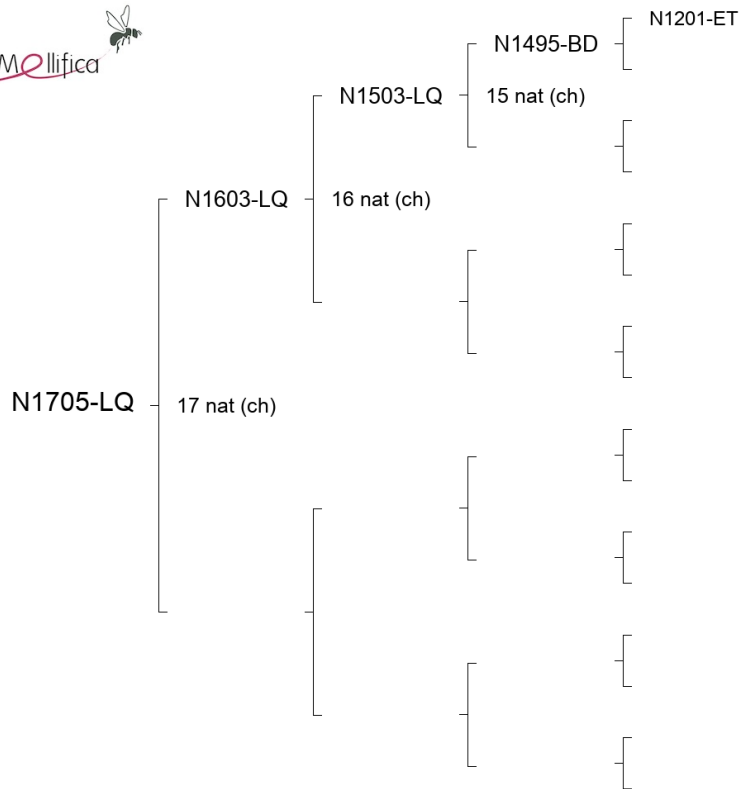 Mellifica
N1201-ET
N1495-BD
N1503-LQ
15 nat (ch)
N1603-LQ
16 nat (ch)
N1705-LQ
17 nat (ch)